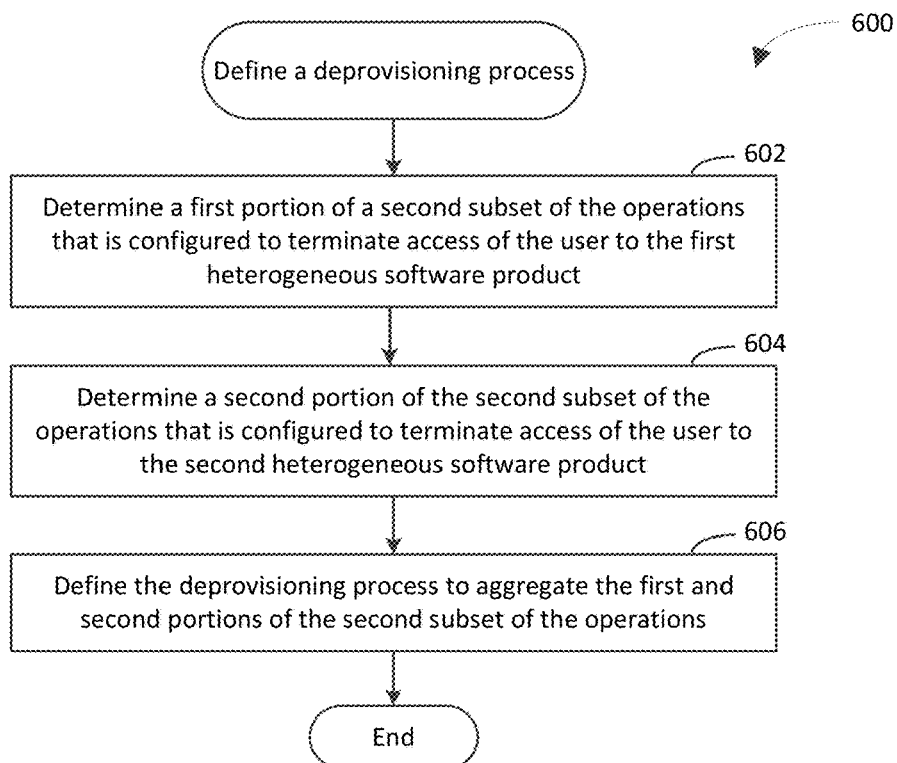 600
Define a deprovisioning process
602
Determine a first portion of a second subset of the operations
that is configured to terminate access of the user to the first
heterogeneous software product
604
Determine a second portion of the second subset of the
operations that is configured to terminate access of the user to
the second heterogeneous software product
606
Define the deprovisioning process to aggregate the first and
second portions of the second subset of the operations
End